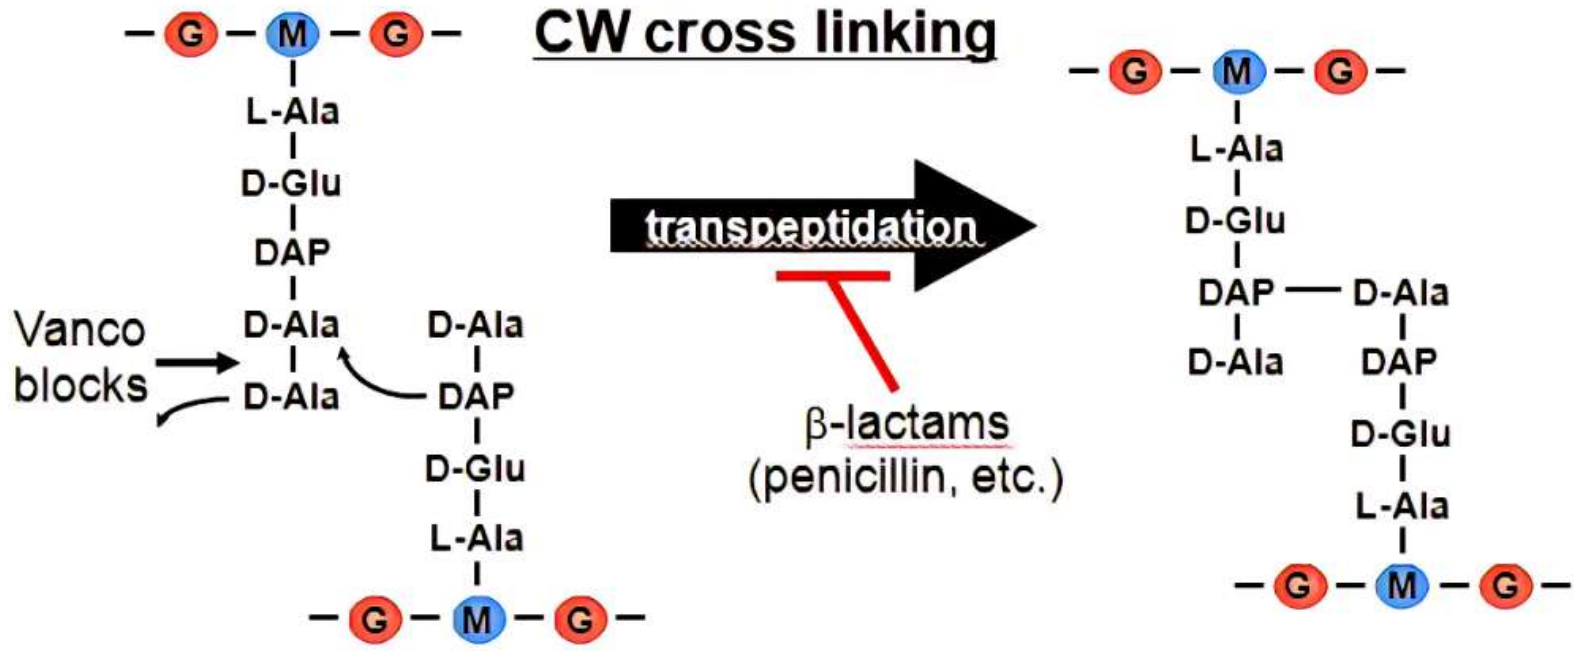 CW cross linking
G M G
L-Ala
D-Glu
DAP
D-Ala
D-Ala
Vanco
blocks
D-Ala
DAP
D-Glu
L-Ala
G M G
transpeptidation
β-lactams
(penicillin, etc.)
G M G
L-Ala
D-Glu
DAP D-Ala
D-Ala DAP
D-Glu
L-Ala
G M G